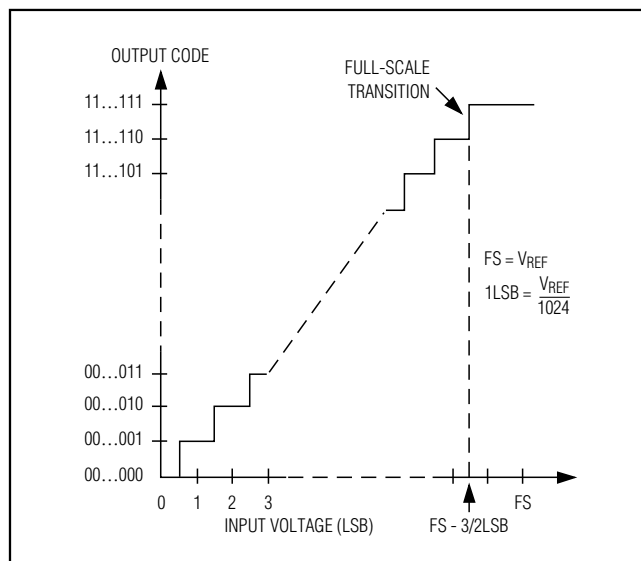 OUTPUT CODE
FULL-SCALE
TRANSITION
11...111
11...110
11...101
FS = VREF
1LSB = VREF
1024
00...011
00...010
00...001
00...000
0 1 2 3 FS
INPUT VOLTAGE (LSB) FS - 3/2LSB